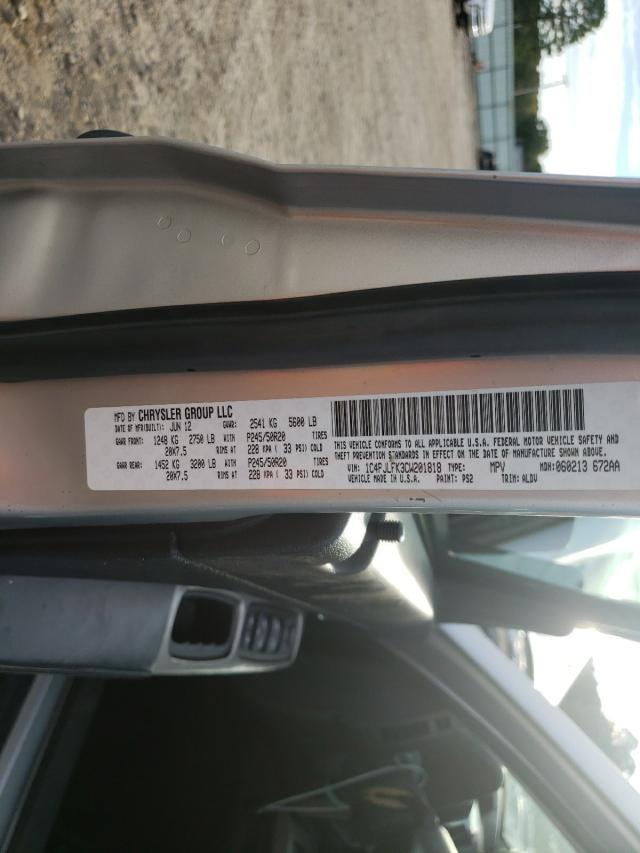 MFD BY CHRYSLER GROUP LLC
DATE OF MFR(BUILT): JUN 12 GVWR: 2541 KG 5600 LB
GAWR FRONT: 1248 KG 2750 LB WITH P245/50R20 TIRES
20X7.5 RIMS AT 228 KPA ( 33 PSI) COLD
GAWR REAR: 1452 KG 3200 LB WITH P245/50R20 TIRES
20X7.5 RIMS AT 228 KPA ( 33 PSI) COLD
THIS VEHICLE CONFORMS TO ALL APPLICABLE U.S.A. FEDERAL MOTOR VEHICLE SAFETY, BUMPER, AND
THEFT PREVENTION STANDARDS IN EFFECT ON THE DATE OF MANUFACTURE SHOWN ABOVE.
VIN: 1C4PJLFK3CW201818 TYPE: MPV MDH: 060213 672AA
MADE IN U.S.A. PAINT: PS2 TRIM: ALDV